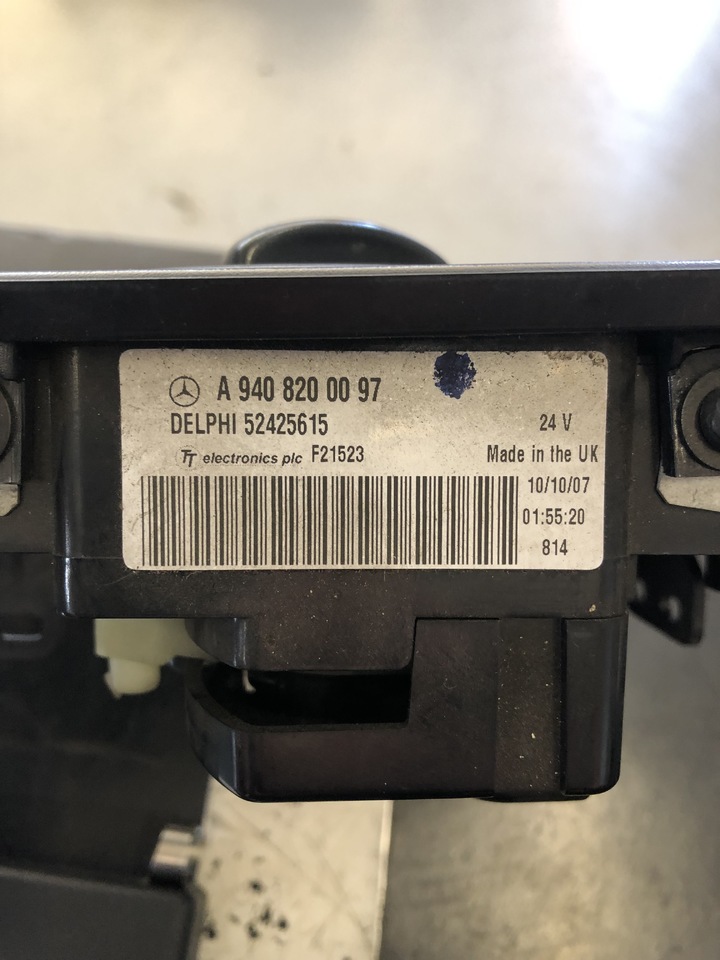 A 940 820 00 97
DELPHI 52425615
24 V
TT electronics plc F21523
Made in the UK
10/10/07
01:55:20
814